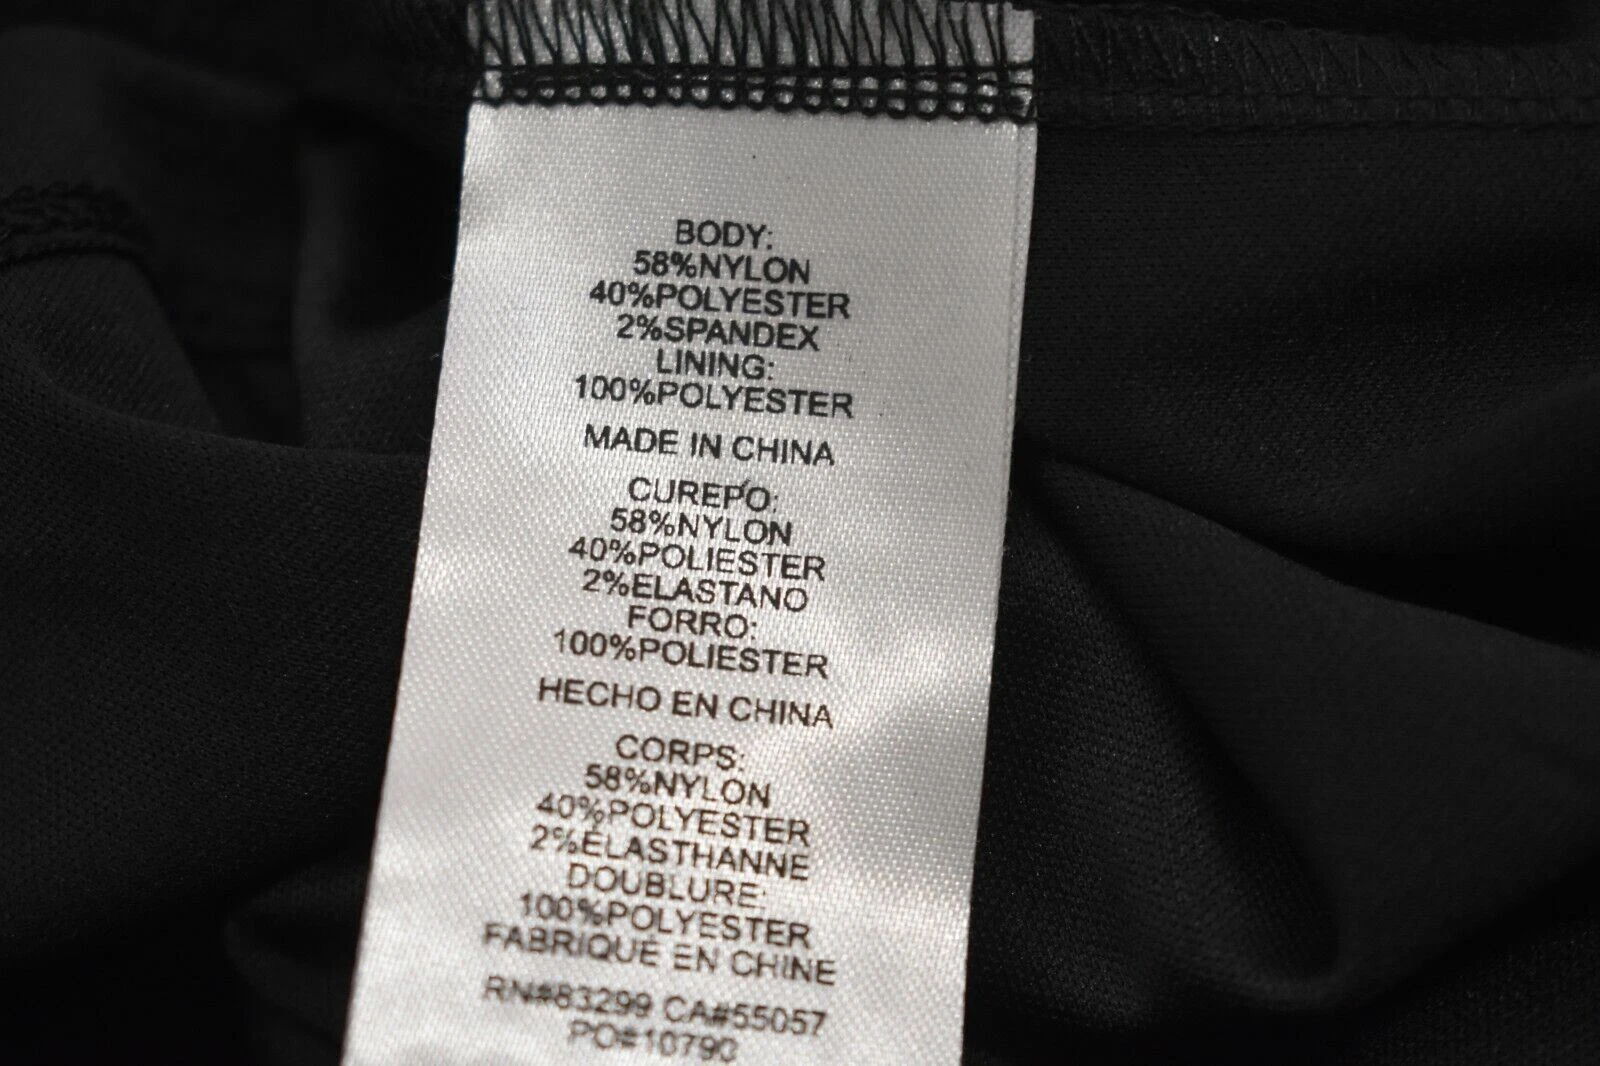 BODY:
58%NYLON
40%POLYESTER
2%SPANDEX
LINING:
100%POLYESTER
MADE IN CHINA
CUREPO:
58%NYLON
40%POLIESTER
2%ELASTANO
FORRO:
100%POLIESTER
HECHO EN CHINA
CORPS:
58%NYLON
40%POLYESTER
2%ÉLASTHANNE
DOUBLURE:
100%POLYESTER
FABRIQUÉ EN CHINE
RN#83299 CA#55057
PO#10790